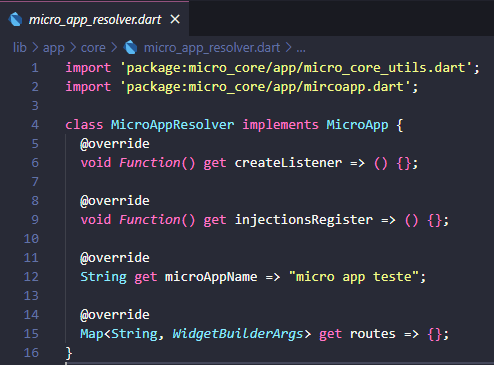 micro_app_resolver.dart ×
lib > app > core > micro_app_resolver.dart > ...
1 import 'package:micro_core/app/micro_core_utils.dart';
2 import 'package:micro_core/app/mircoapp.dart';
3
4 class MicroAppResolver implements MicroApp {
5 @override
6 void Function() get createListener => () {};
7
8 @override
9 void Function() get injectionsRegister => () {};
10
11 @override
12 String get microAppName => "micro app teste";
13
14 @override
15 Map<String, WidgetBuilderArgs> get routes => {};
16 }